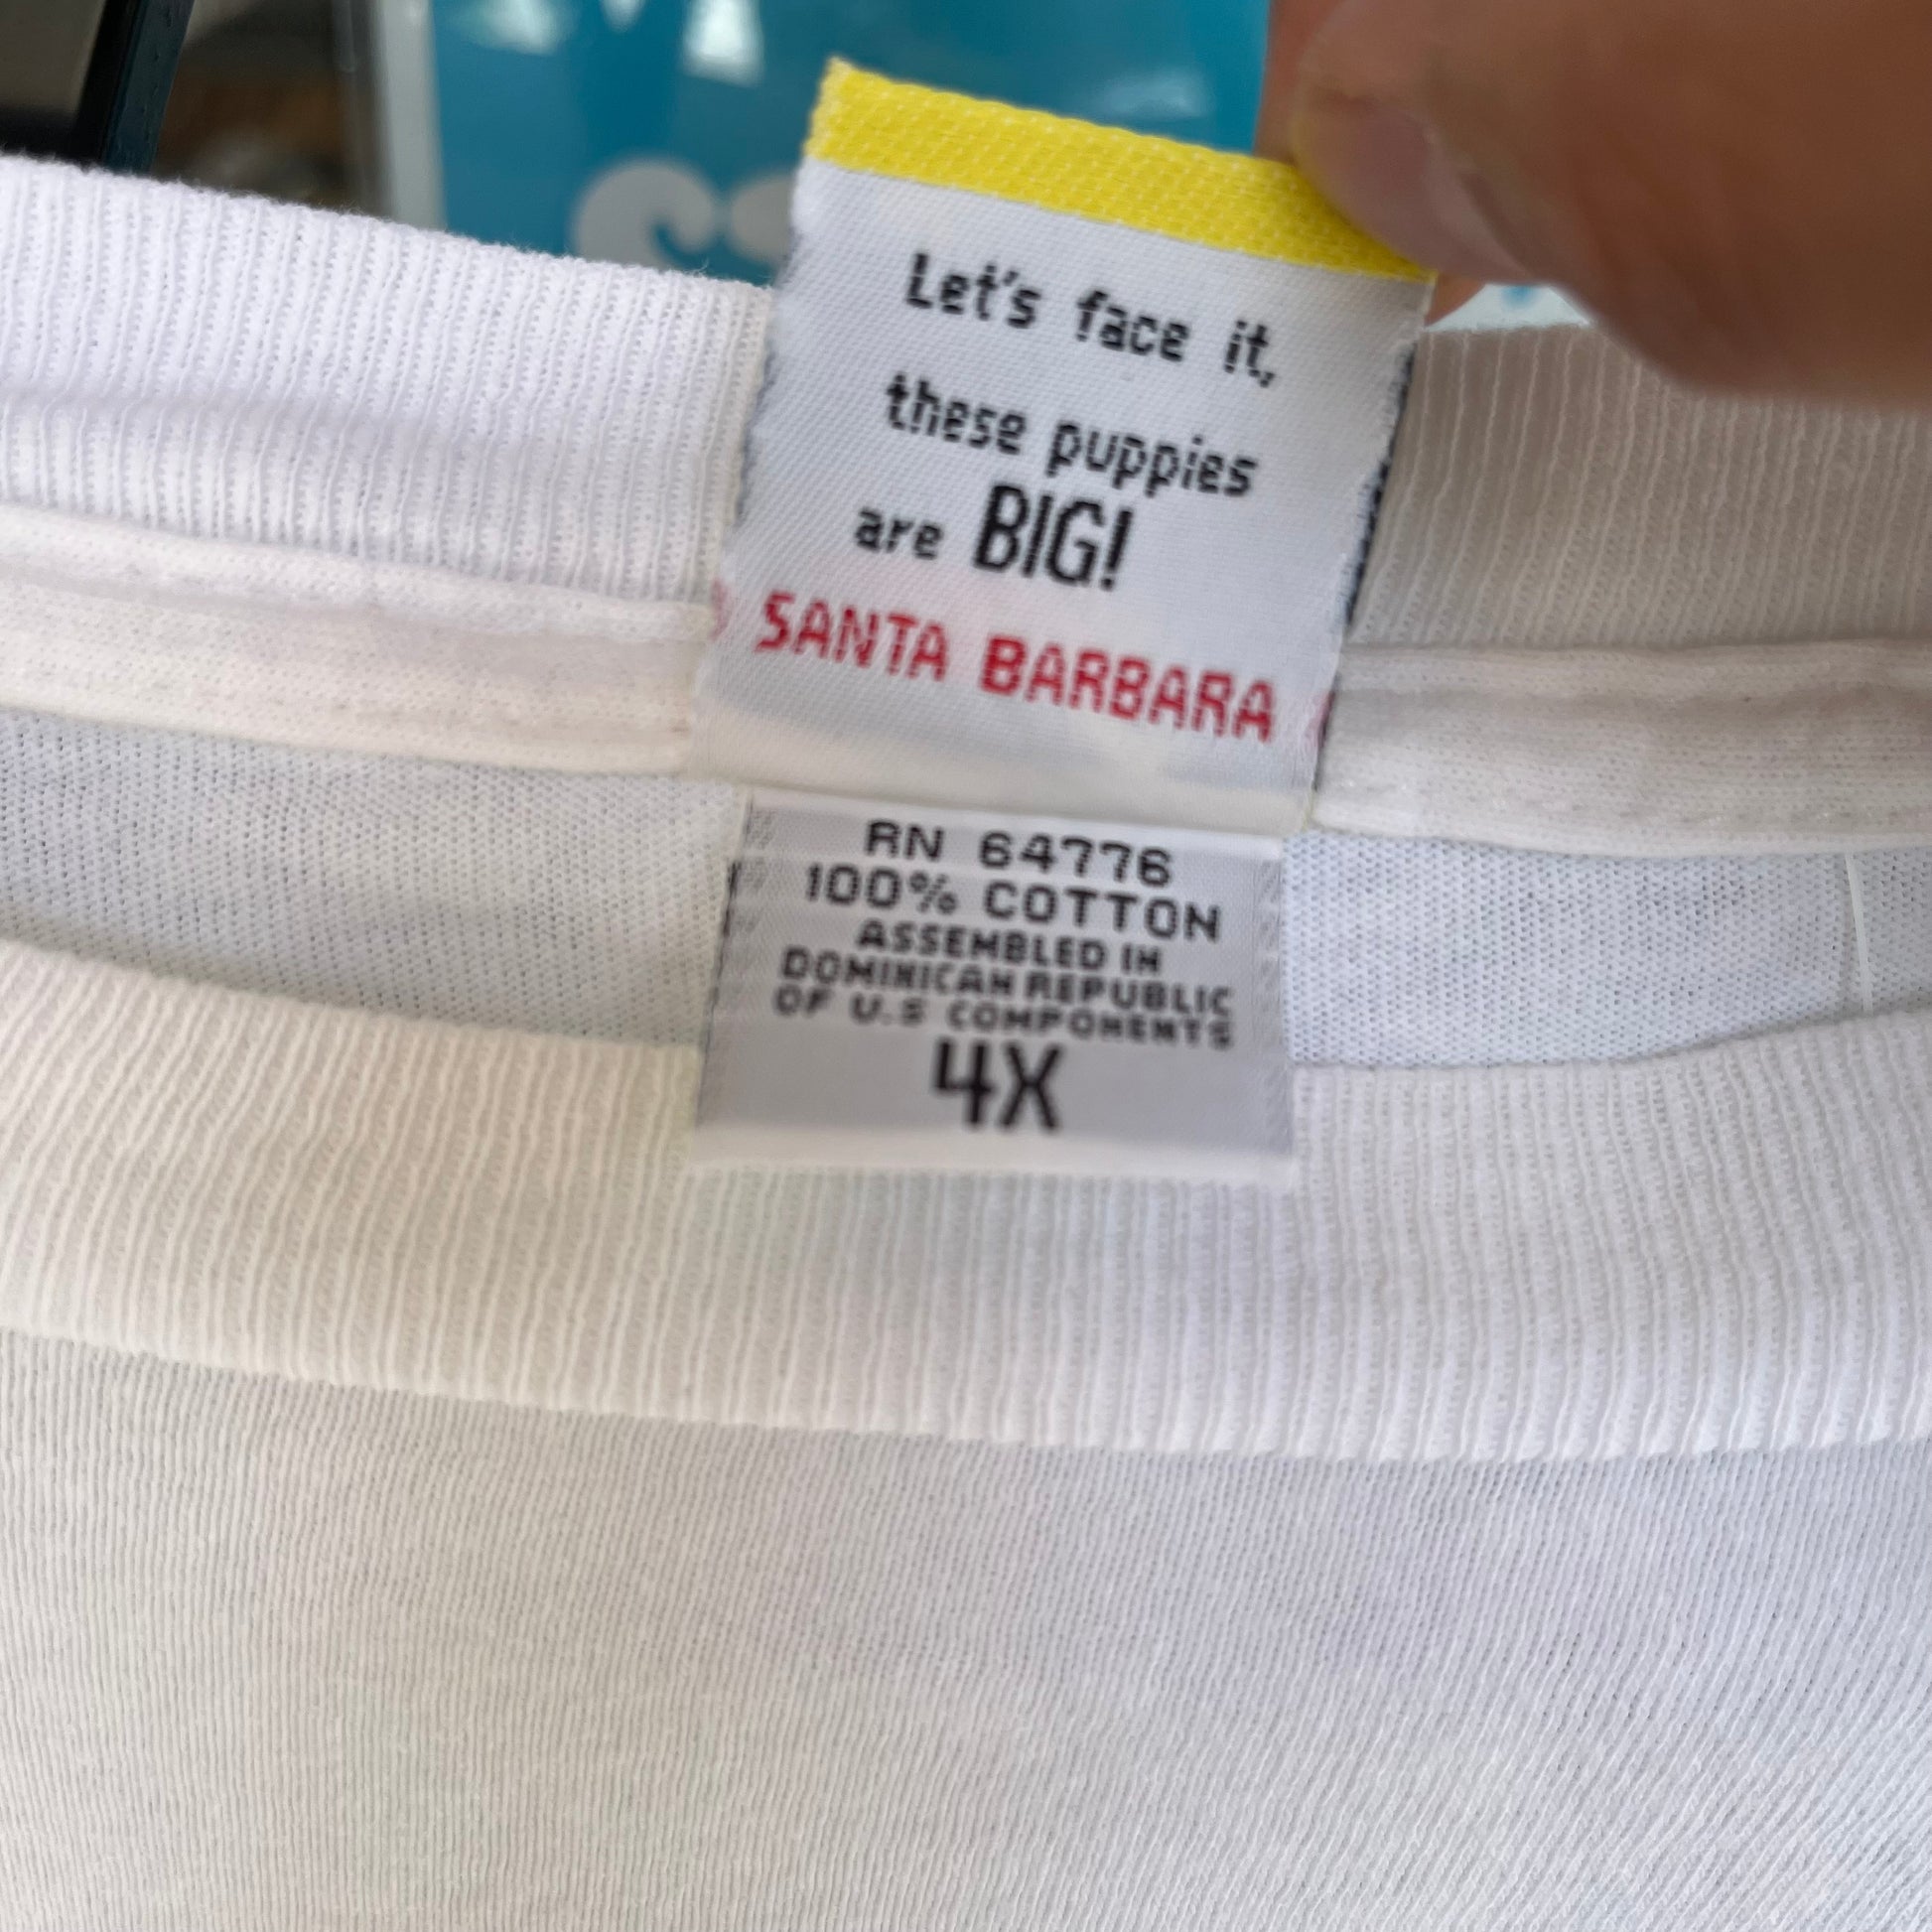 Let's face it,
these puppies
are BIG!
SANTA BARBARA
RN 64776
100% COTTON
ASSEMBLED IN
DOMINICAN REPUBLIC
OF U.S COMPONENTS
4X